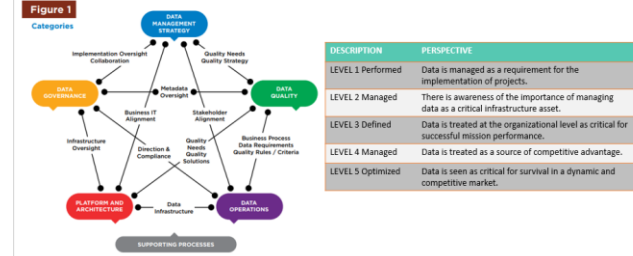 Figure 1
Categories
DATA
MANAGEMENT
STRATEGY
Implementation Oversight
Collaboration
Quality Needs
Quality Strategy
DATA
GOVERNANCE
Metadata
Oversight
DATA
QUALITY
Business IT
Alignment
Stakeholder
Alignment
Infrastructure
Oversight
Direction &
Compliance
Quality
Needs
Quality
Solutions
Business Process
Data Requirements
Quality Rules / Criteria
PLATFORM AND
ARCHITECTURE
Data
Infrastructure
DATA
OPERATIONS
SUPPORTING PROCESSES
DESCRIPTION PERSPECTIVE
LEVEL 1 Performed Data is managed as a requirement for the
implementation of projects.
LEVEL 2 Managed There is awareness of the importance of managing
data as a critical infrastructure asset.
LEVEL 3 Defined Data is treated at the organizational level as critical for
successful mission performance.
LEVEL 4 Managed Data is treated as a source of competitive advantage.
LEVEL 5 Optimized Data is seen as critical for survival in a dynamic and
competitive market.